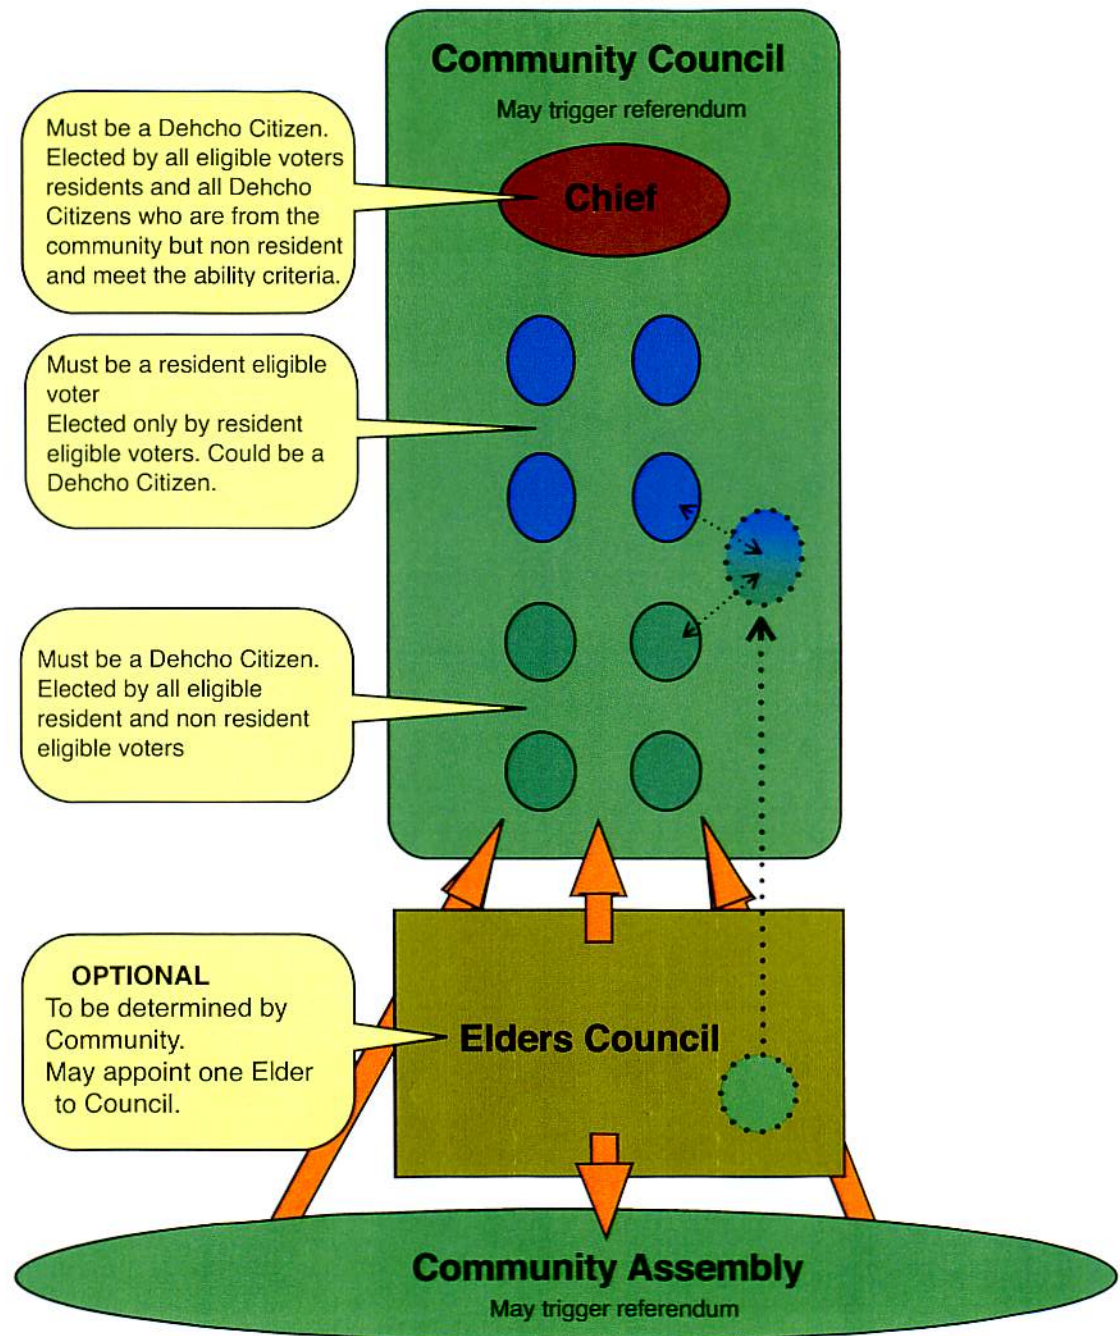 Community Council
May trigger referendum
Chief
Must be a Dehcho Citizen.
Elected by all eligible voters
residents and all Dehcho
Citizens who are from the
community but non resident
and meet the ability criteria.
Must be a resident eligible
voter
Elected only by resident
eligible voters. Could be a
Dehcho Citizen.
Must be a Dehcho Citizen.
Elected by all eligible
resident and non resident
eligible voters
OPTIONAL
To be determined by
Community.
May appoint one Elder
to Council.
Elders Council
Community Assembly
May trigger referendum